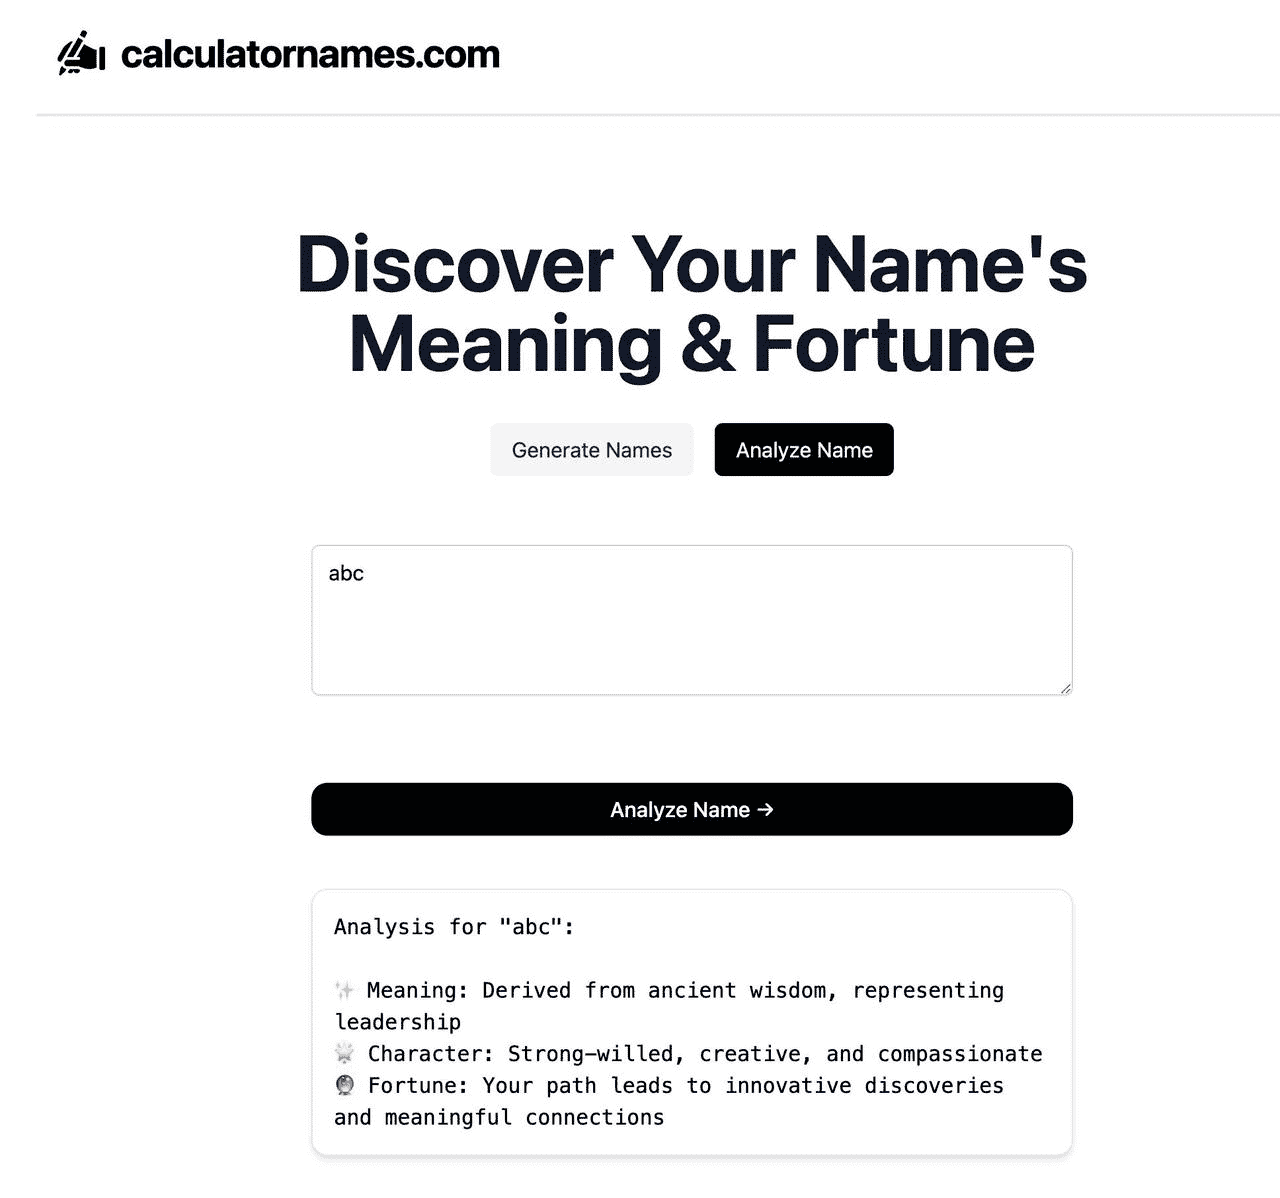 calculatornames.com
Discover Your Name's
Meaning & Fortune
Generate Names
Analyze Name
abc
Analyze Name →
Analysis for "abc":
✨ Meaning: Derived from ancient wisdom, representing
leadership
🌟 Character: Strong-willed, creative, and compassionate
🔮 Fortune: Your path leads to innovative discoveries
and meaningful connections